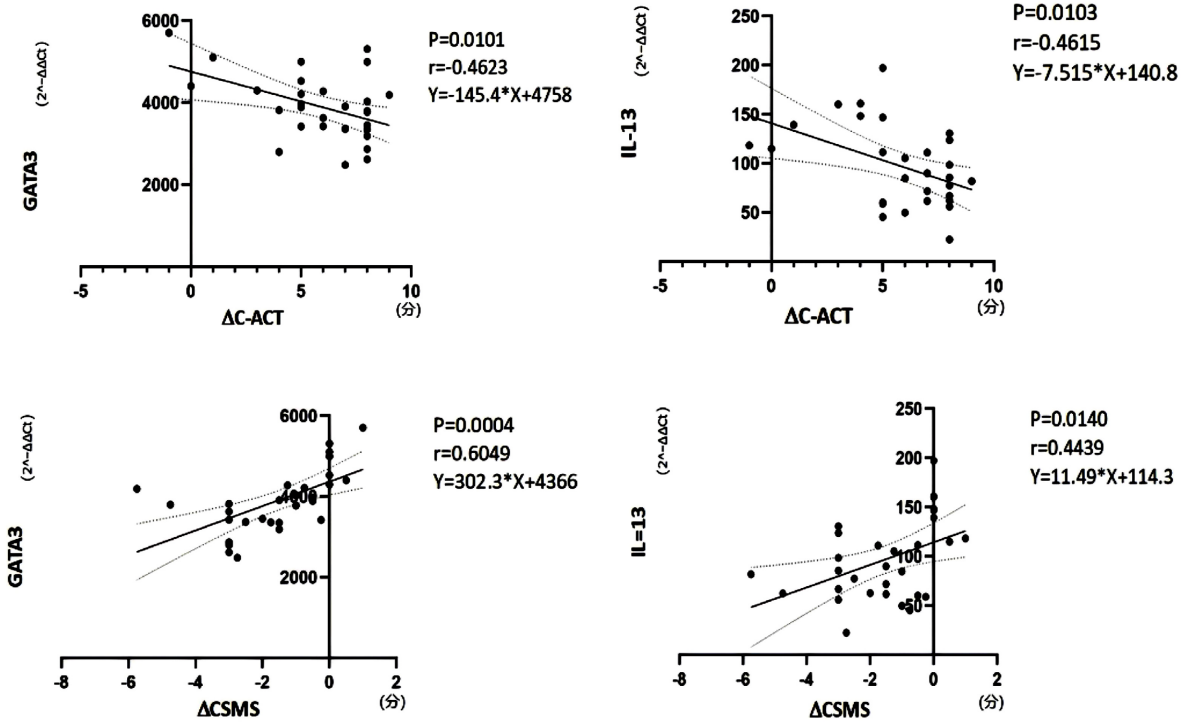 6000
4000
2000
(2^−ΔΔCt)
GATA3
-5
0
5
10
(分)
ΔC-ACT
P=0.0101
r=-0.4623
Y=-145.4*X+4758
250
200
150
100
50
(2^−ΔΔCt)
IL-13
-5
0
5
10
(分)
ΔC-ACT
P=0.0103
r=-0.4615
Y=-7.515*X+140.8
6000
4000
2000
(2^−ΔΔCt)
GATA3
-8
-6
-4
-2
0
2
(分)
ΔCSMS
P=0.0004
r=0.6049
Y=302.3*X+4366
250
200
150
100
50
(2^−ΔΔCt)
IL=13
-8
-6
-4
-2
0
2
(分)
ΔCSMS
P=0.0140
r=0.4439
Y=11.49*X+114.3